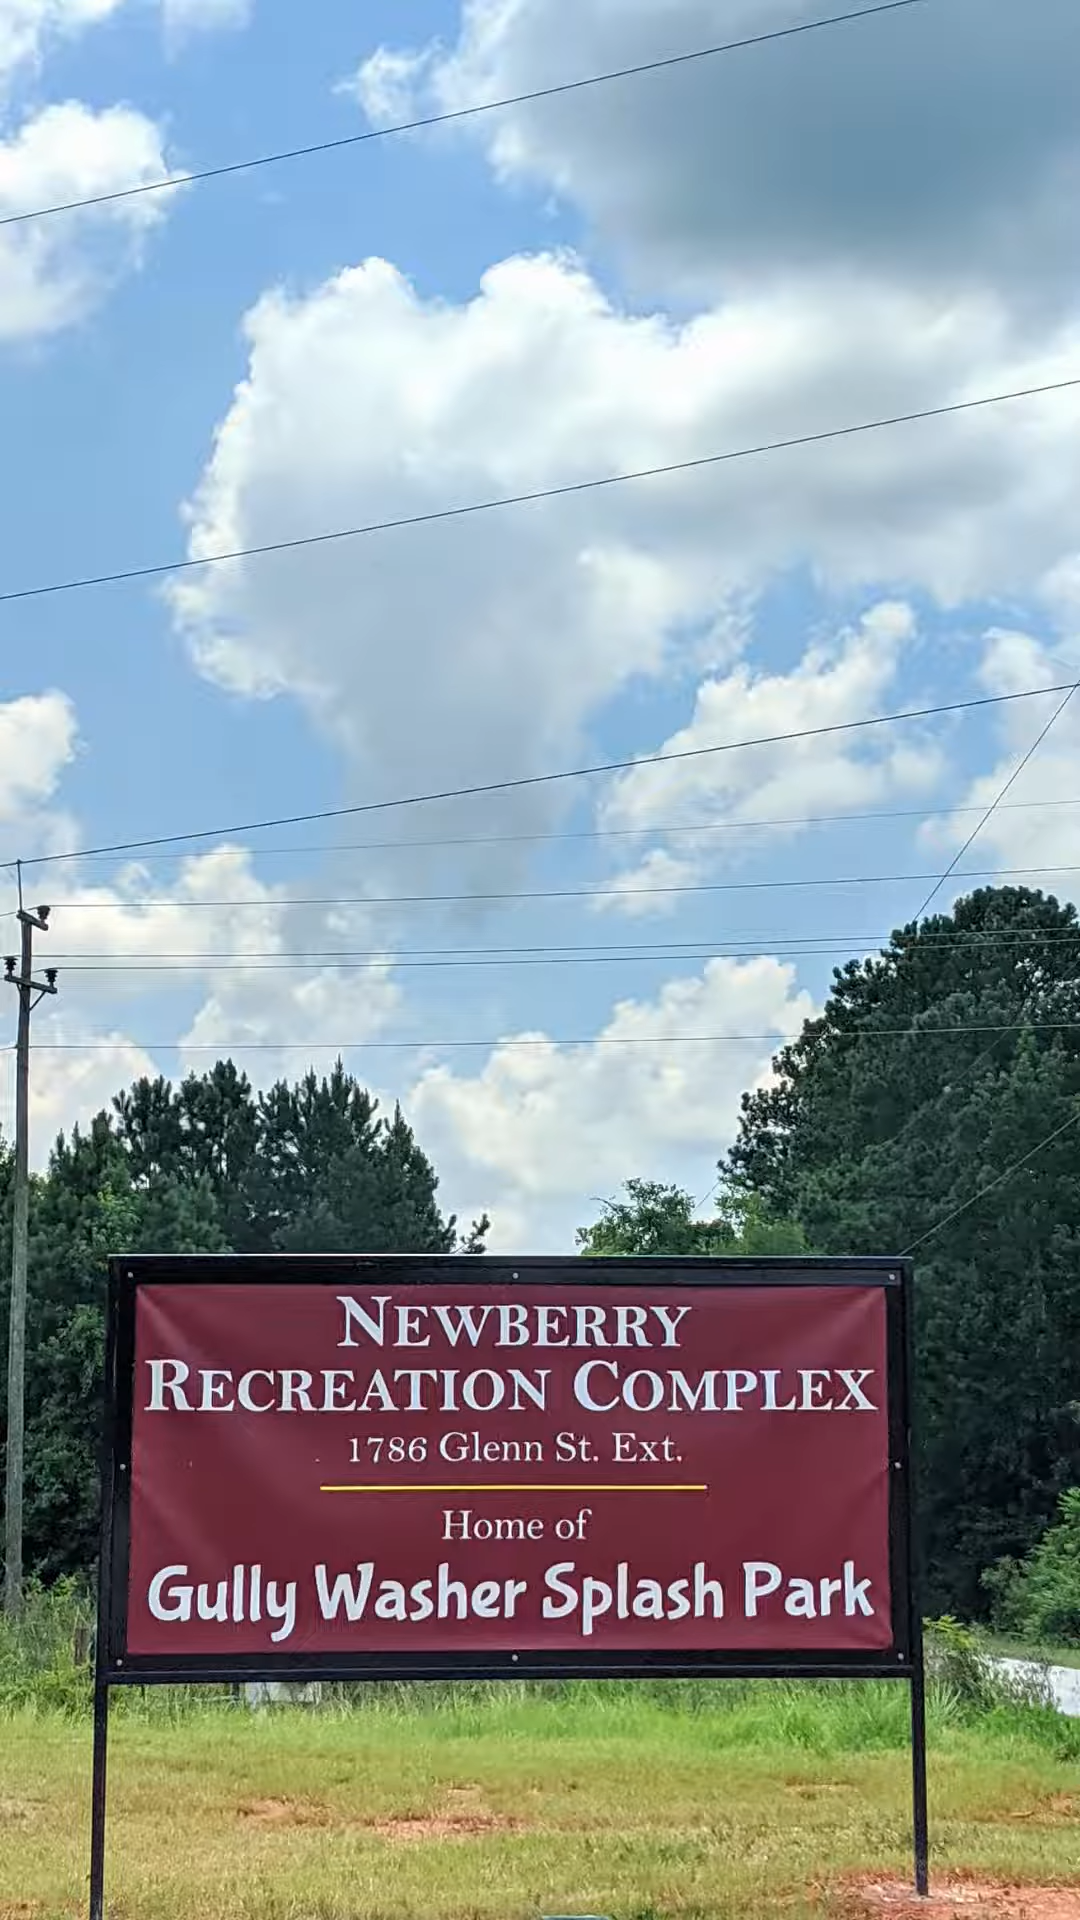 NEWBERRY
RECREATION COMPLEX
1786 Glenn St. Ext.
Home of
Gully Washer Splash Park